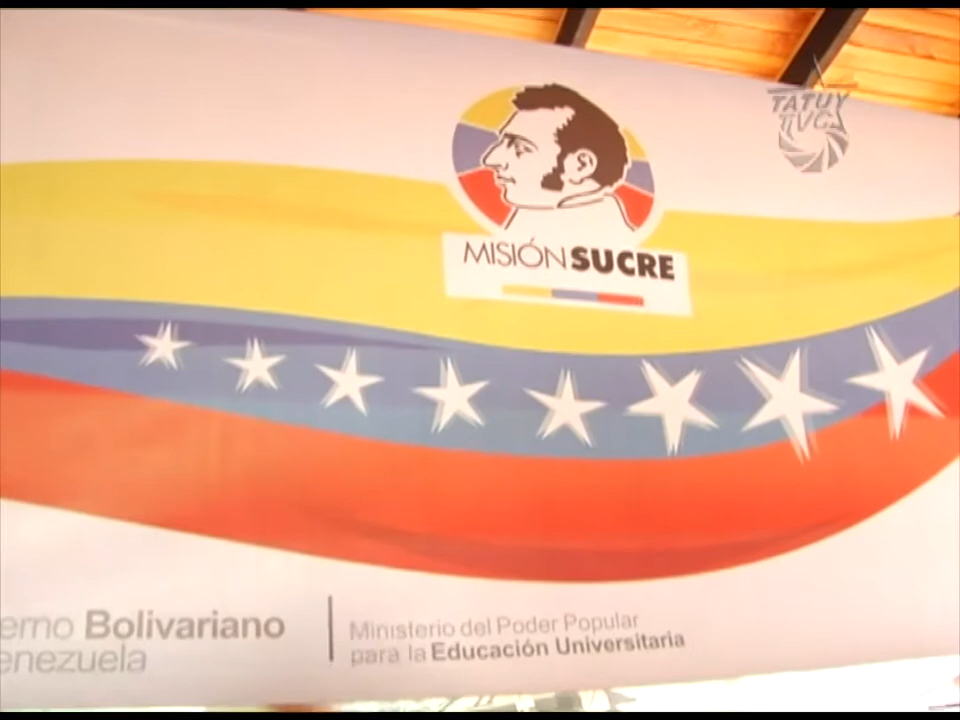 TATUY
TVC
MISIÓN SUCRE
erno Bolivariano
enezuela
Ministerio del Poder Popular
para la Educación Universitaria